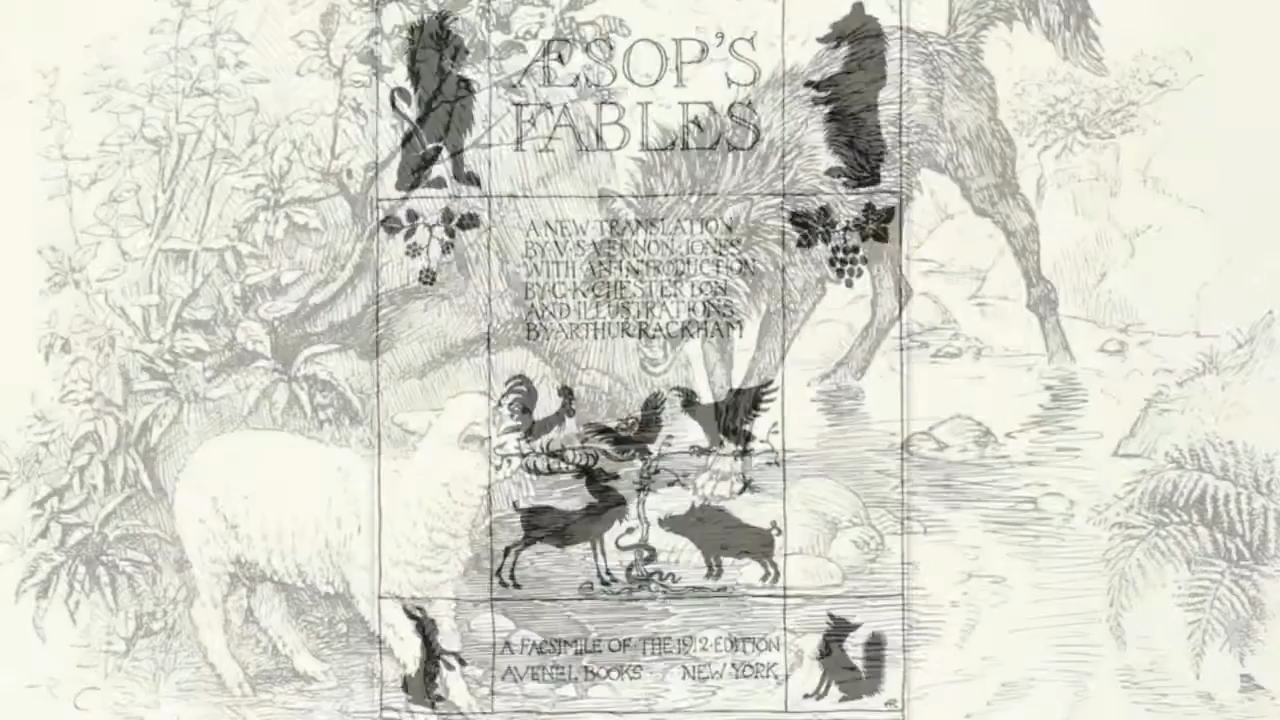 ÆSOP'S
FABLES
A·NEW·TRANSLATION
BY·V·S·VERNON·JONES
WITH·AN·INTRODUCTION
BY·G·K·CHESTERTON
AND·ILLUSTRATIONS
BY·ARTHUR·RACKHAM
A·FACSIMILE·OF·THE·1912·EDITION
AVENEL·BOOKS· NEW·YORK
AR